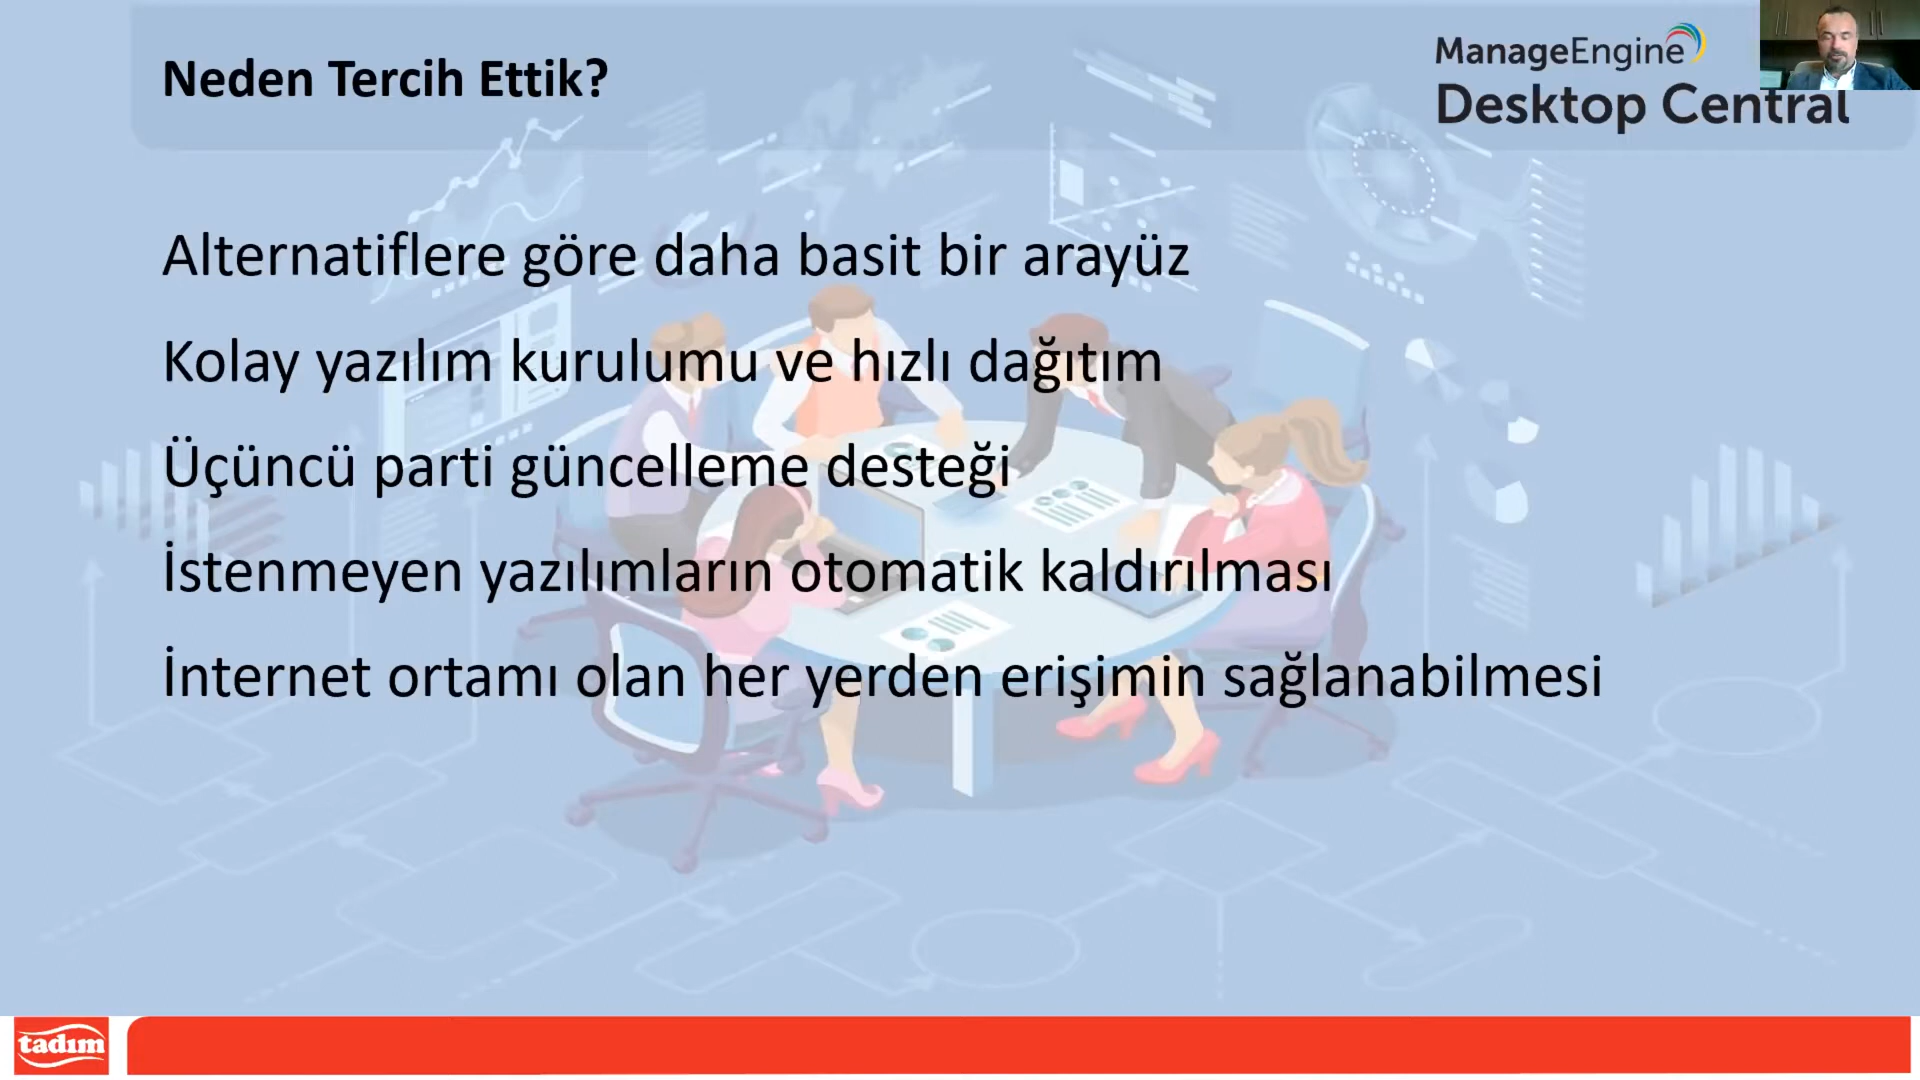 Neden Tercih Ettik?
ManageEngine
Desktop Central
Alternatiflere göre daha basit bir arayüz
Kolay yazılım kurulumu ve hızlı dağıtım
Üçüncü parti güncelleme desteği
İstenmeyen yazılımların otomatik kaldırılması
İnternet ortamı olan her yerden erişimin sağlanabilmesi
tadım